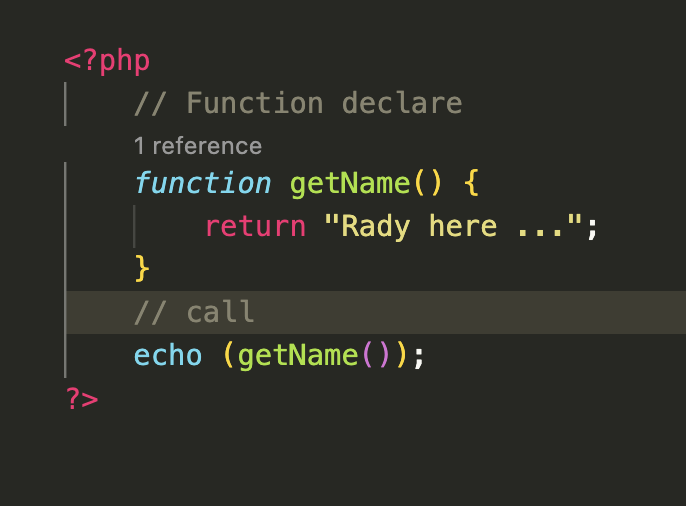 <?php
// Function declare
1 reference
function getName() {
return "Rady here ...";
}
// call
echo (getName());
?>